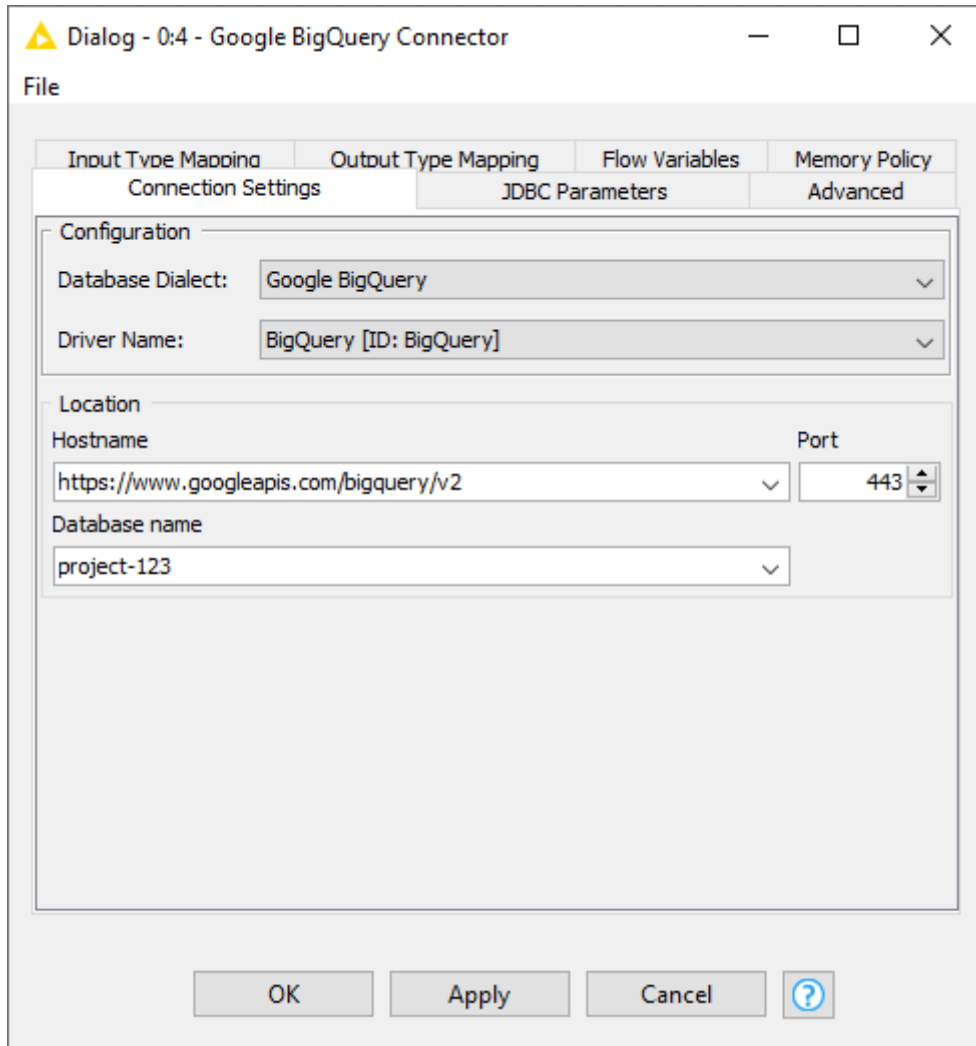 Dialog - 0:4 - Google BigQuery Connector
File
Input Type Mapping Output Type Mapping Flow Variables Memory Policy
Connection Settings JDBC Parameters Advanced
Configuration
Database Dialect: Google BigQuery
Driver Name: BigQuery [ID: BigQuery]
Location
Hostname Port
https://www.googleapis.com/bigquery/v2 443
Database name
project-123
OK Apply Cancel ?